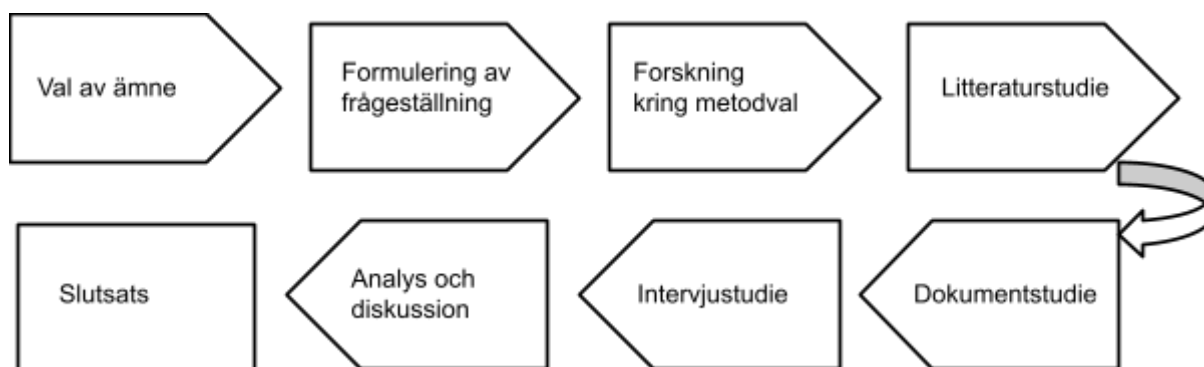 Val av ämne
Formulering av
frågeställning
Forskning
kring metodval
Litteraturstudie
Dokumentstudie
Intervjustudie
Analys och
diskussion
Slutsats